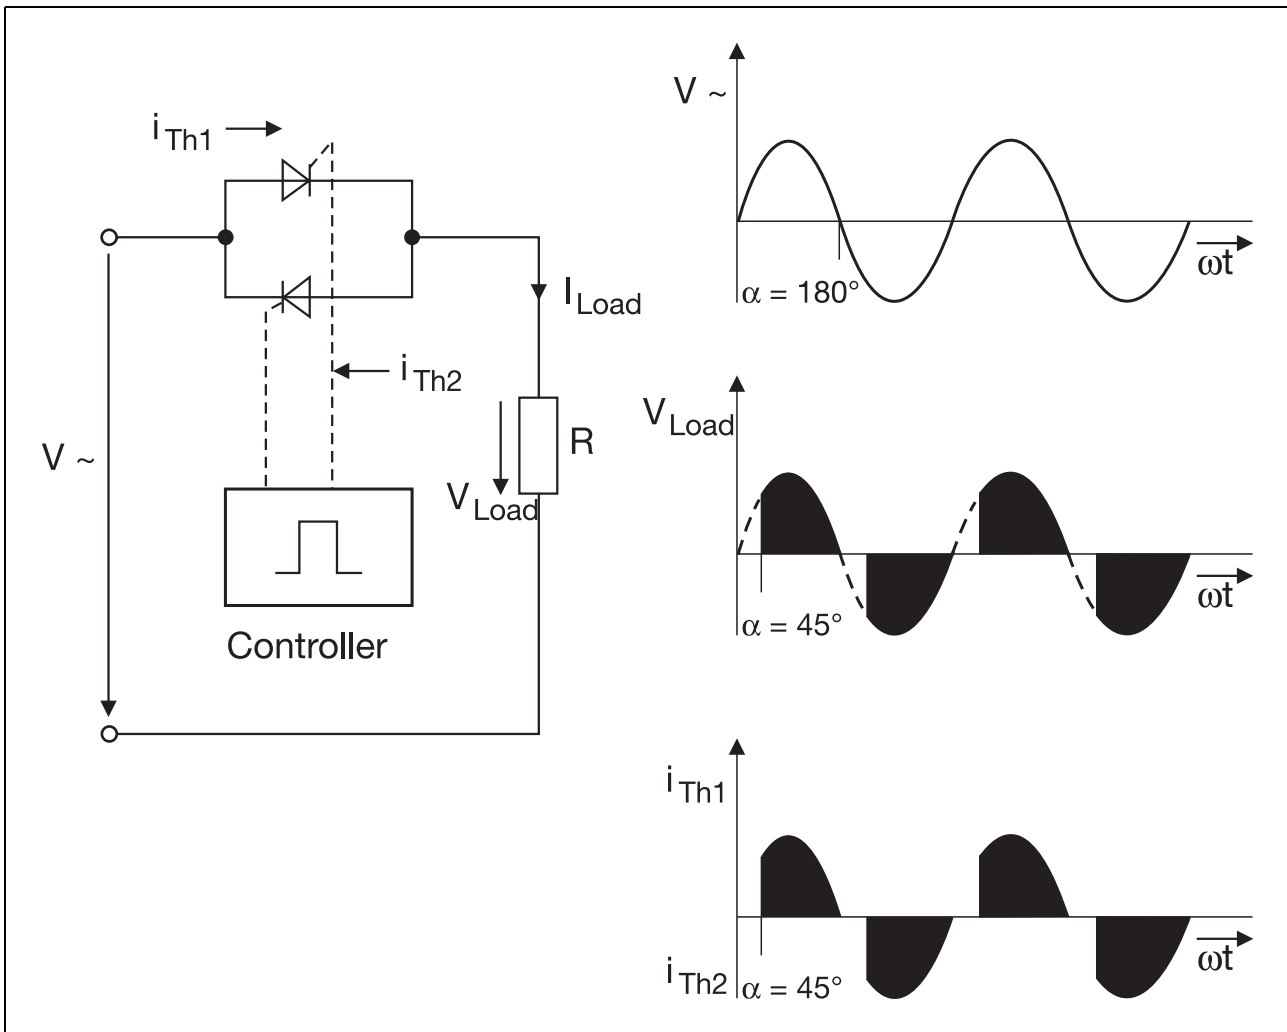 i Th1
I Load
i Th2
V ~
R
V Load
Controller
V ~
α = 180°
ωt
V Load
α = 45°
ωt
i Th1
i Th2
α = 45°
ωt